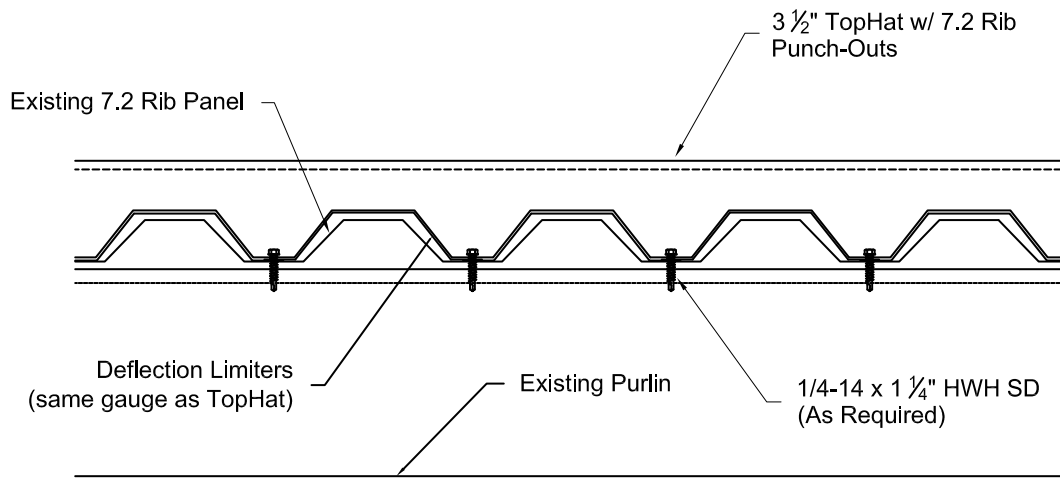 3 ½" TopHat w/ 7.2 Rib
Punch-Outs
Existing 7.2 Rib Panel
Deflection Limiters
(same gauge as TopHat)
Existing Purlin
1/4-14 x 1 ¼" HWH SD
(As Required)